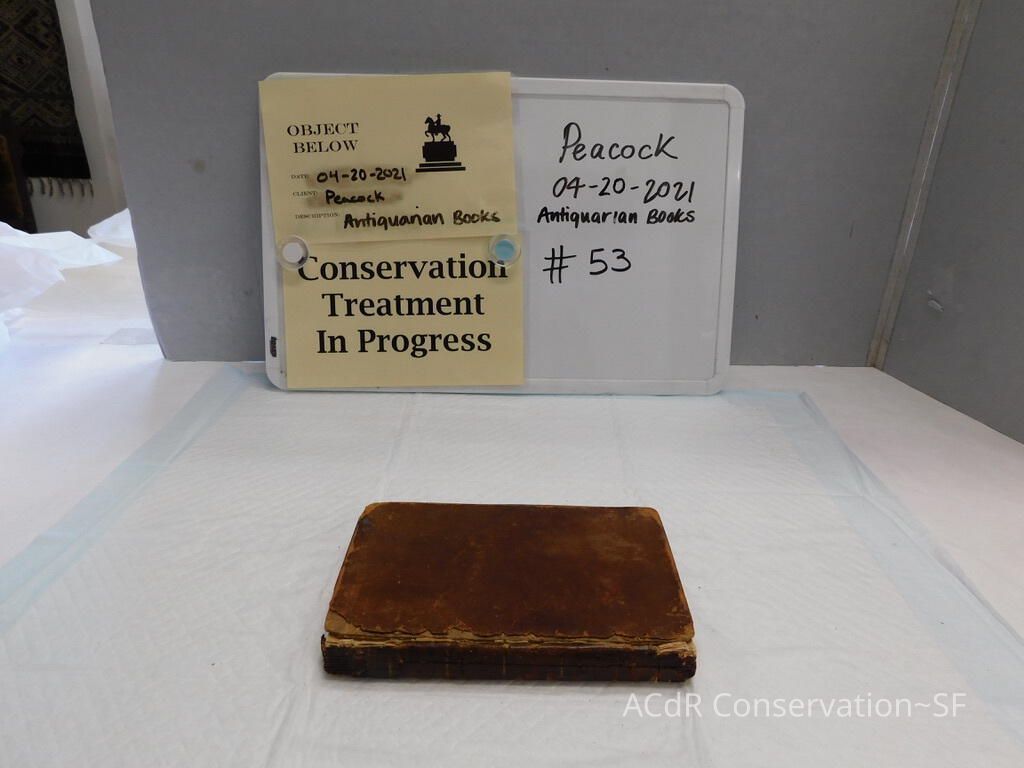 OBJECT
BELOW
DATE: 04-20-2021
CLIENT: Peacock
DESCRIPTION: Antiquarian Books
Conservation
Treatment
In Progress
Peacock
04-20-2021
Antiquarian Books
# 53
ACdR Conservation~SF